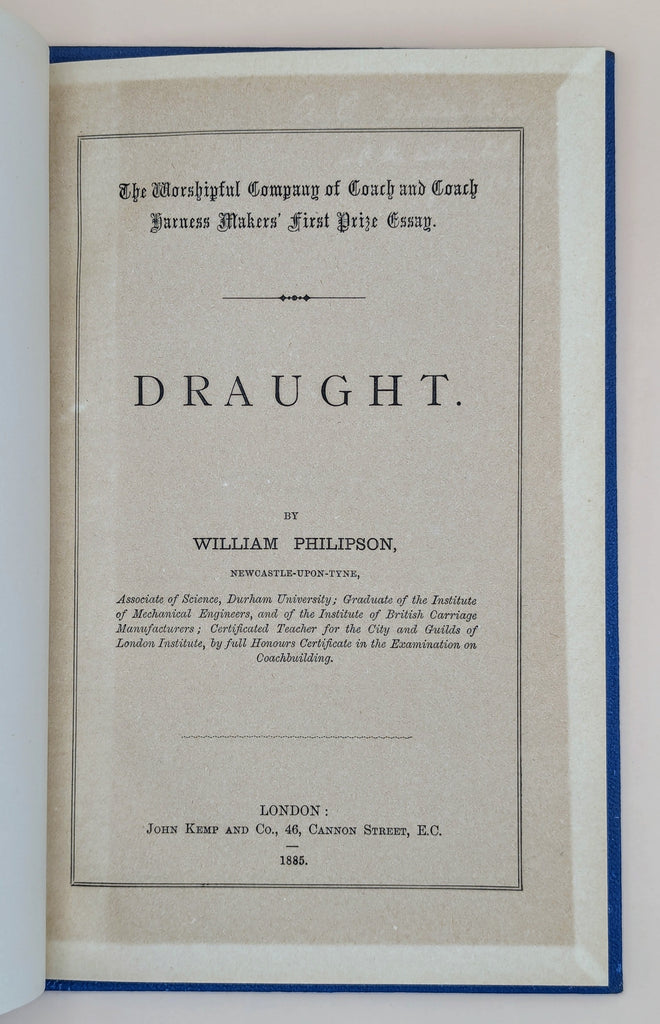 The Worshipful Company of Coach and Coach
Harness Makers' First Prize Essay.
DRAUGHT.
BY
WILLIAM PHILIPSON,
NEWCASTLE-UPON-TYNE,
Associate of Science, Durham University; Graduate of the Institute
of Mechanical Engineers, and of the Institute of British Carriage
Manufacturers; Certificated Teacher for the City and Guilds of
London Institute, by full Honours Certificate in the Examination on
Coachbuilding.
LONDON:
JOHN KEMP AND CO., 46, CANNON STREET, E.C.
1885.